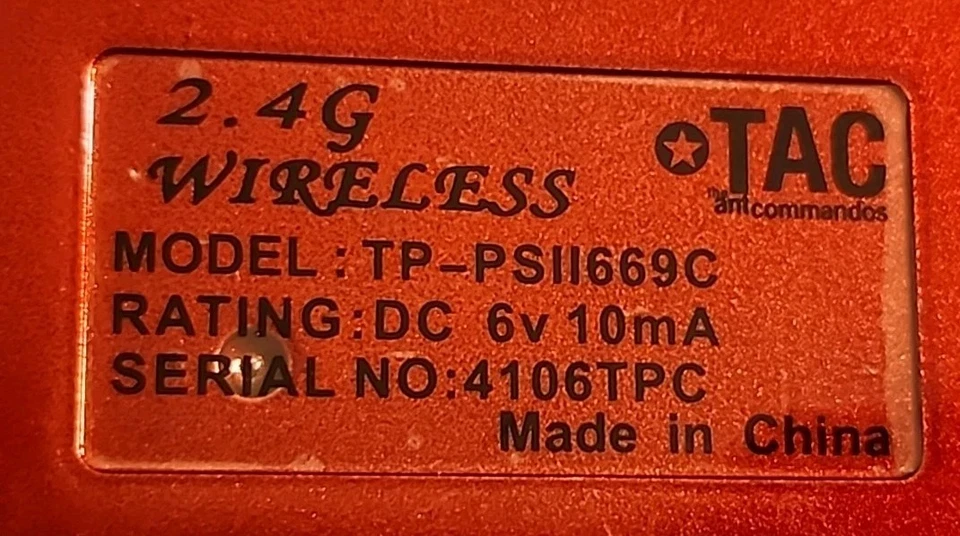 2.4G
WIRELESS
TAC
the ant commandos
MODEL : TP-PSII669C
RATING:DC 6v 10mA
SERIAL NO:4106TPC
Made in China